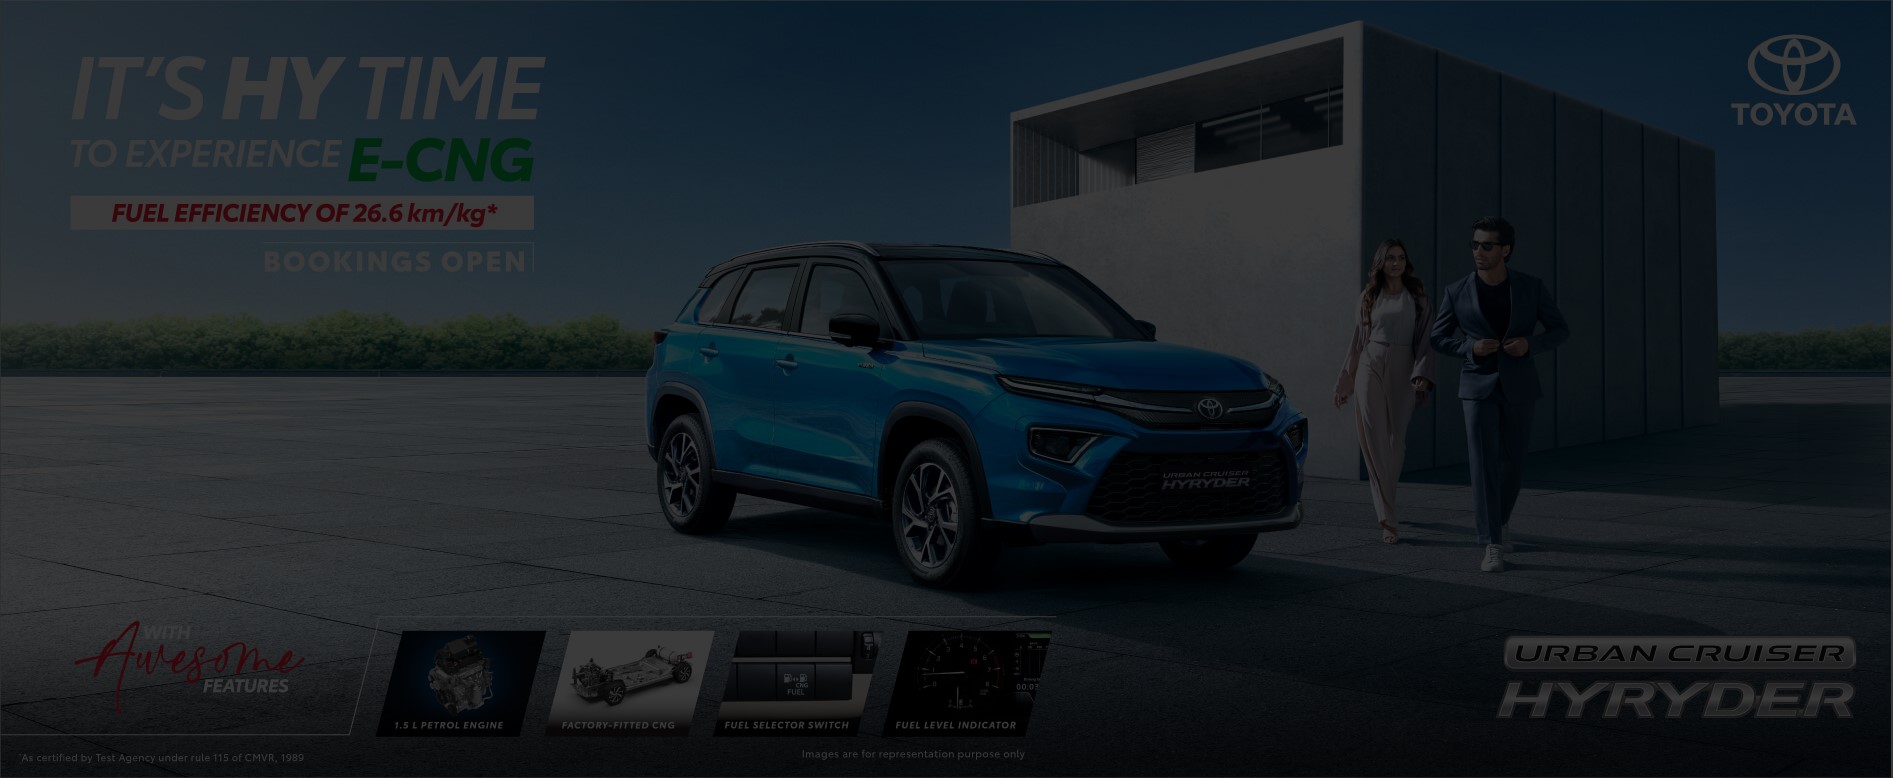 IT'S HY TIME
TO EXPERIENCE E-CNG
FUEL EFFICIENCY OF 26.6 km/kg*
BOOKINGS OPEN
TOYOTA
URBAN CRUISER
HYRYDER
WITH
Awesome
FEATURES
1.5 L PETROL ENGINE
FACTORY-FITTED CNG
CNG
FUEL
FUEL SELECTOR SWITCH
FUEL LEVEL INDICATOR
URBAN CRUISER
HYRYDER
*As certified by Test Agency under rule 115 of CMVR, 1989
Images are for representation purpose only